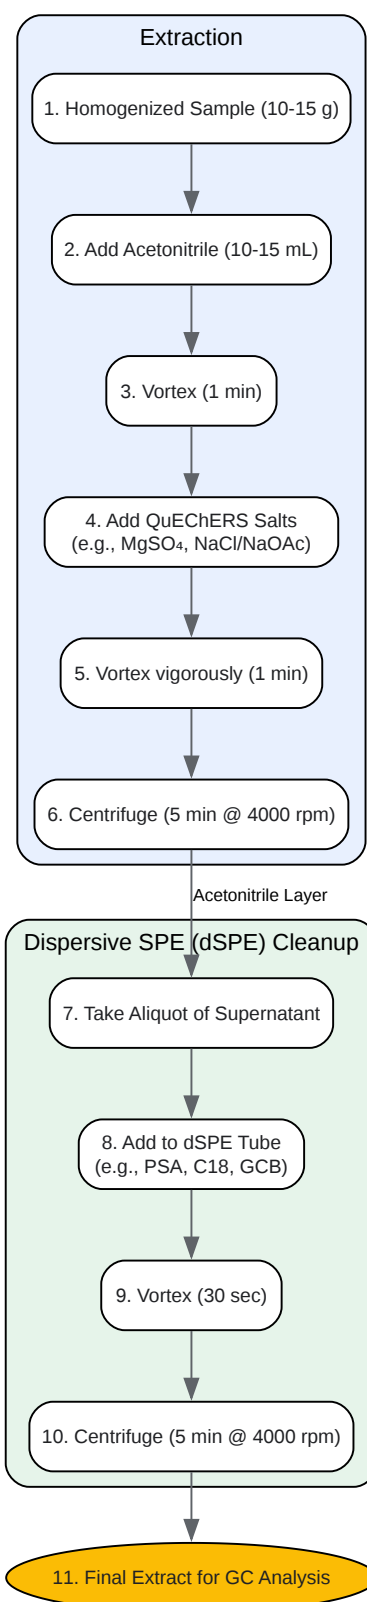 Extraction
1. Homogenized Sample (10-15 g)
2. Add Acetonitrile (10-15 mL)
3. Vortex (1 min)
4. Add QuEChERS Salts
(e.g., MgSO₄, NaCl/NaOAc)
5. Vortex vigorously (1 min)
6. Centrifuge (5 min @ 4000 rpm)
Acetonitrile Layer
Dispersive SPE (dSPE) Cleanup
7. Take Aliquot of Supernatant
8. Add to dSPE Tube
(e.g., PSA, C18, GCB)
9. Vortex (30 sec)
10. Centrifuge (5 min @ 4000 rpm)
11. Final Extract for GC Analysis